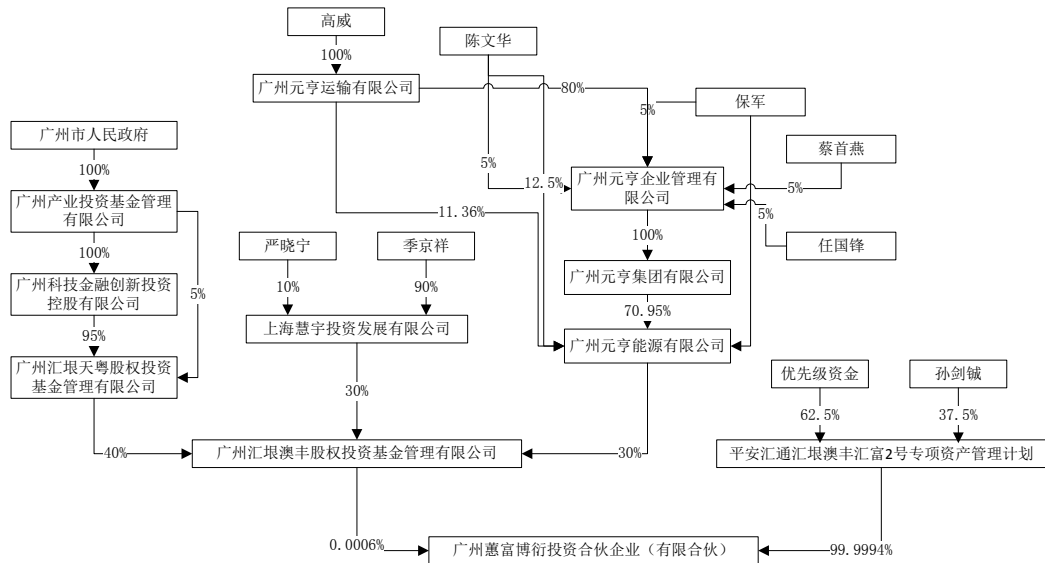 高威
陈文华
100%
广州元亨运输有限公司
80%
保军
5%
广州市人民政府
蔡首燕
100%
5%
广州元亨企业管理有限公司
12.5%
5%
广州产业投资基金管理有限公司
11.36%
5%
100%
严晓宁
季京祥
100%
任国锋
广州科技金融创新投资控股有限公司
5%
10%
90%
广州元亨集团有限公司
70.95%
95%
上海慧宇投资发展有限公司
广州元亨能源有限公司
广州汇垠天粤股权投资基金管理有限公司
优先级资金
孙剑铖
30%
62.5%
37.5%
40%
广州汇垠澳丰股权投资基金管理有限公司
30%
平安汇通汇垠澳丰汇富2号专项资产管理计划
0.0006%
广州蕙富博衍投资合伙企业（有限合伙）
99.9994%